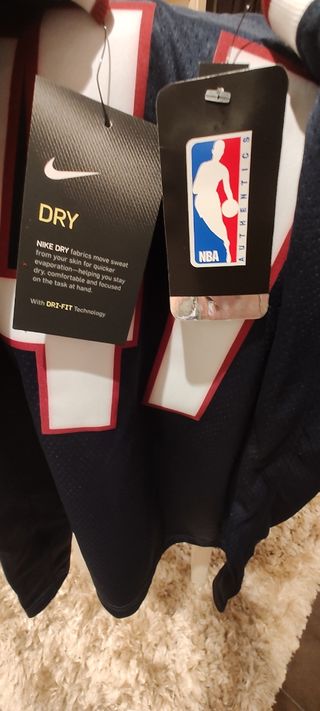 DRY
NIKE DRY fabrics move sweat
from your skin for quicker
evaporation—helping you stay
dry, comfortable and focused
on the task at hand.
With DRI-FIT Technology
NBA
AUTHENTICS